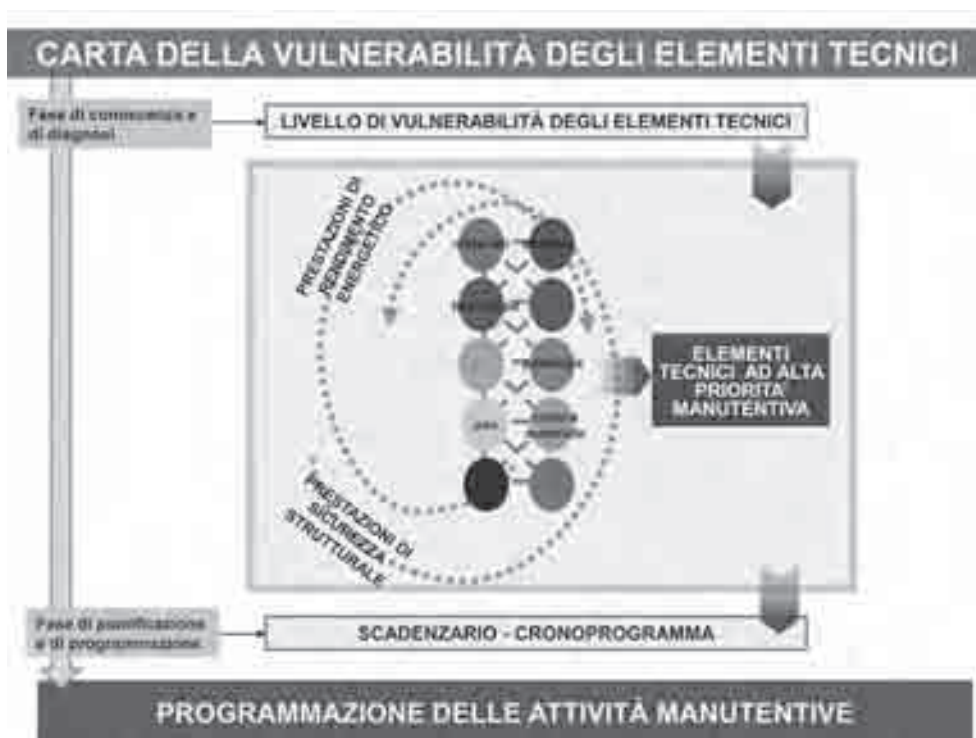 CARTA DELLA VULNERABILITÀ DEGLI ELEMENTI TECNICI
Fase di conoscenza e
di diagnosi
LIVELLO DI VULNERABILITÀ DEGLI ELEMENTI TECNICI
PRESTAZIONI DI
RENDIMENTO
ENERGETICO
ELEMENTI
TECNICI AD ALTA
PRIORITA'
MANUTENTIVA
PRESTAZIONI DI
SICUREZZA
STRUTTURALE
Fase di pianificazione
e di programmazione
SCADENZARIO - CRONOPROGRAMMA
PROGRAMMAZIONE DELLE ATTIVITÀ MANUTENTIVE